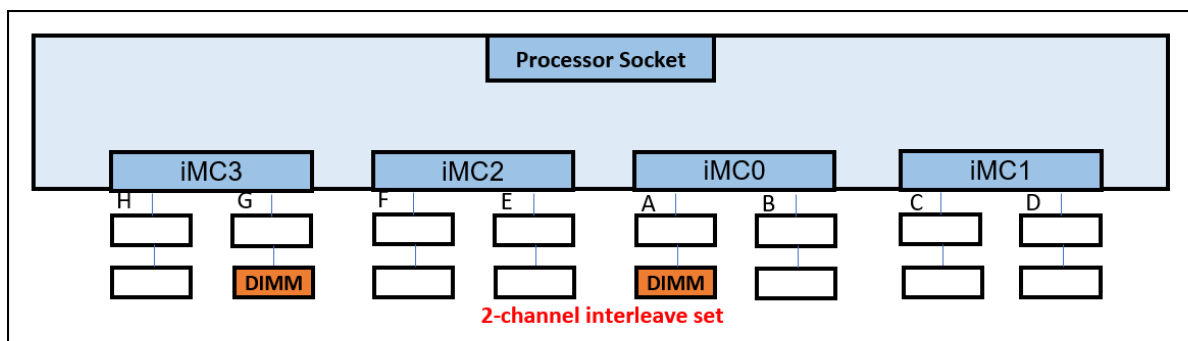 Processor Socket
iMC3 iMC2 iMC0 iMC1
H G F E A B C D
DIMM DIMM
2-channel interleave set